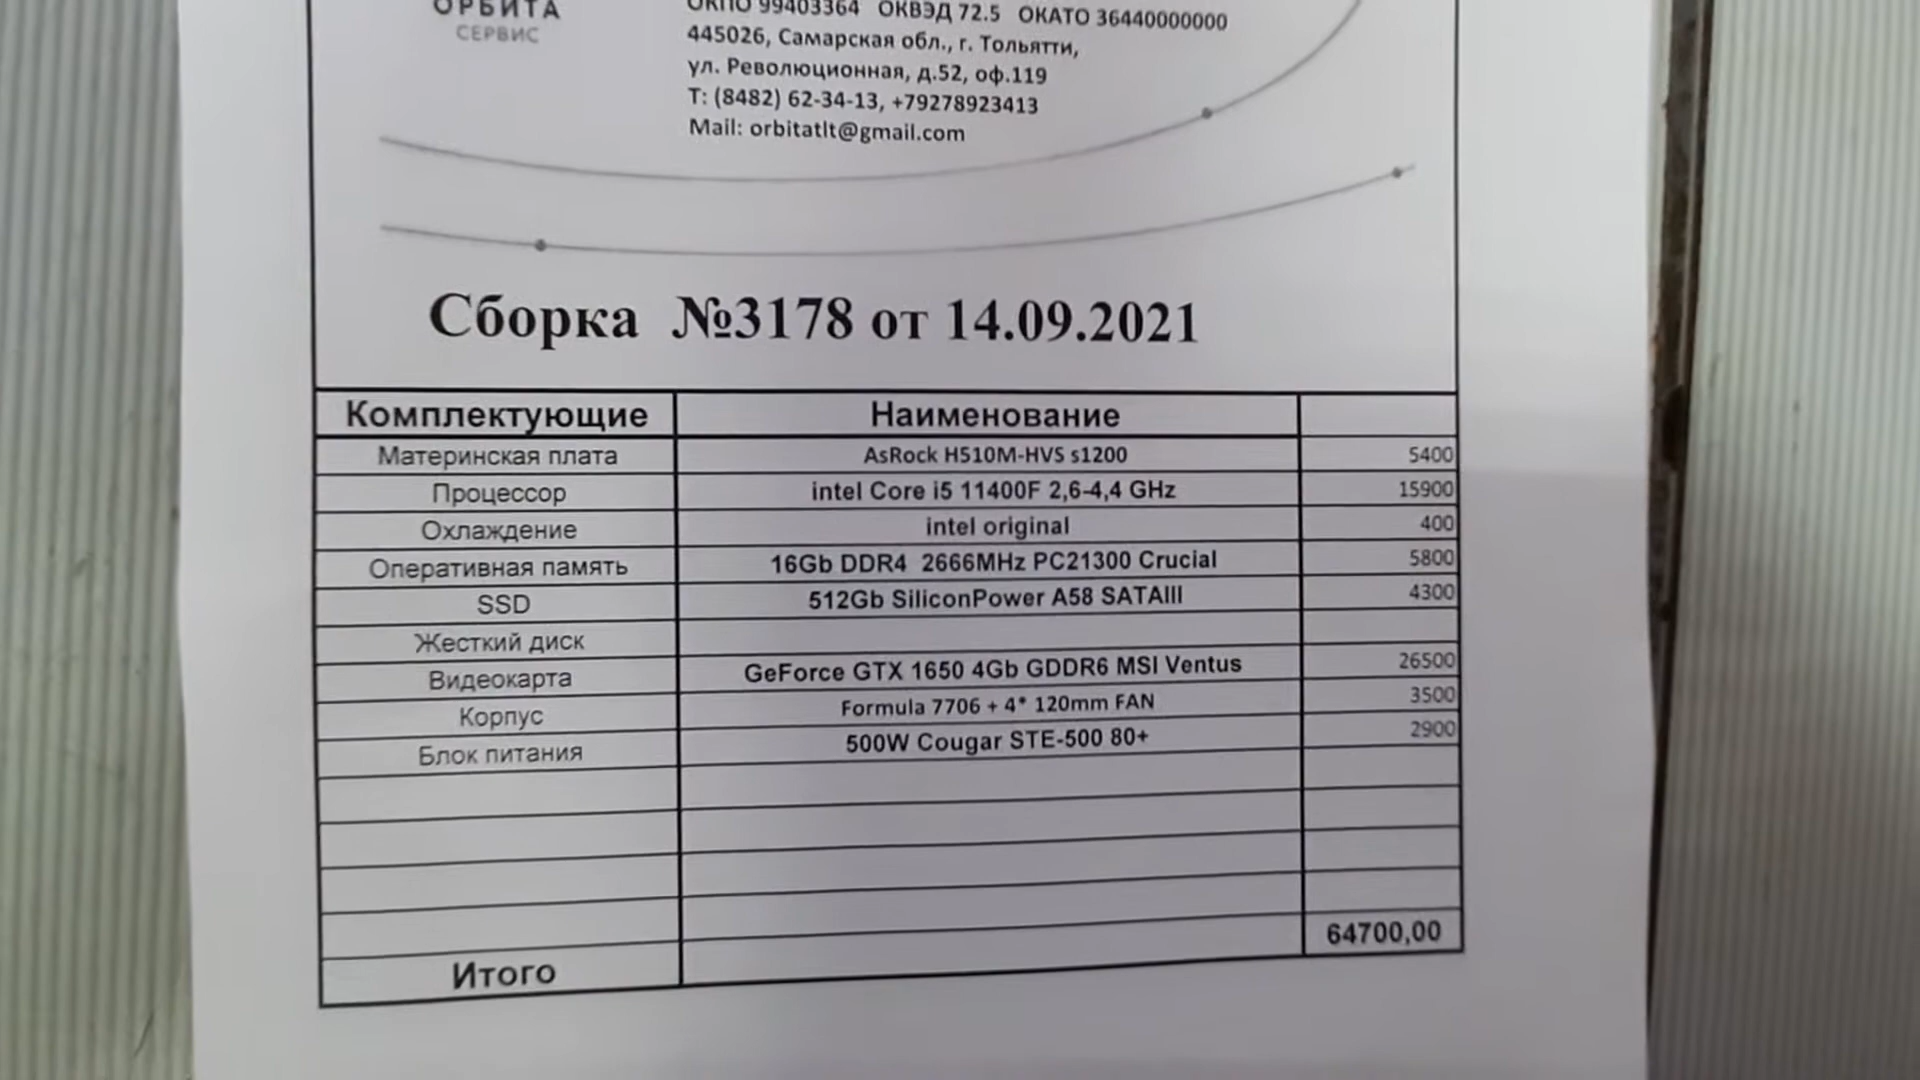 ОРБИТА
СЕРВИС
ОКПО 99403364 ОКВЭД 72.5 ОКАТО 36440000000
445026, Самарская обл., г. Тольятти,
ул. Революционная, д.52, оф.119
Т: (8482) 62-34-13, +79278923413
Mail: orbitatlt@gmail.com
Сборка №3178 от 14.09.2021
Комплектующие Наименование
Материнская плата AsRock H510M-HVS s1200 5400
Процессор intel Core i5 11400F 2,6-4,4 GHz 15900
Охлаждение intel original 400
Оперативная память 16Gb DDR4 2666MHz PC21300 Crucial 5800
SSD 512Gb SiliconPower A58 SATAIII 4300
Жесткий диск
Видеокарта GeForce GTX 1650 4Gb GDDR6 MSI Ventus 26500
Корпус Formula 7706 + 4* 120mm FAN 3500
Блок питания 500W Cougar STE-500 80+ 2900
Итого 64700,00